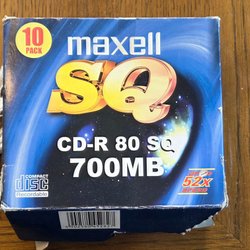 10
PACK
maxell
SQ
CD-R 80 SQ
700MB
COMPACT
disc
Recordable
52x